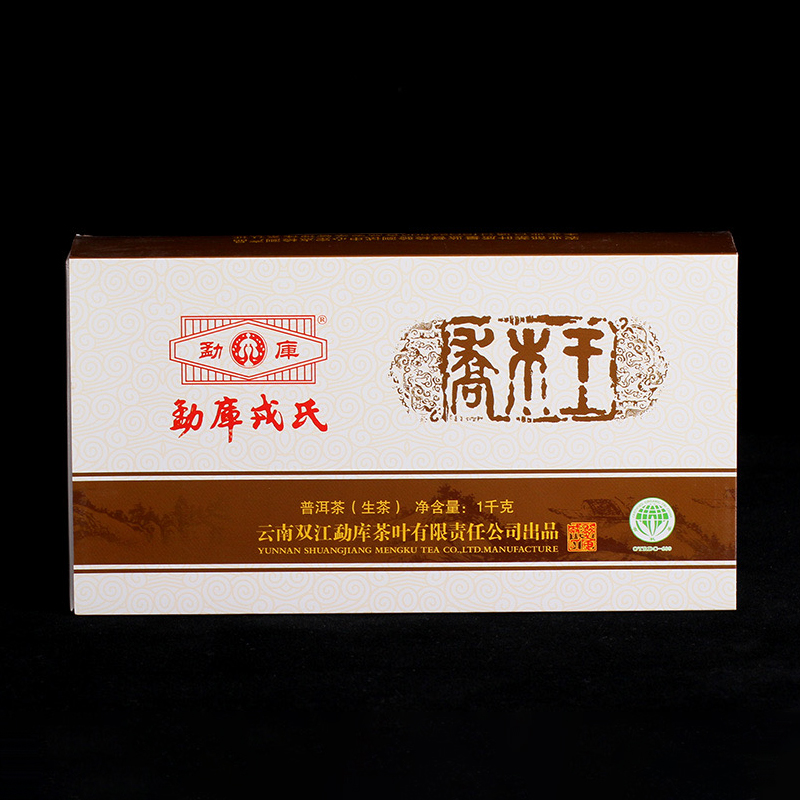 勐 庫 ®
勐库戎氏
喬木王
普洱茶（生茶） 净含量：1千克
云南双江勐库茶叶有限责任公司出品
YUNNAN SHUANGJIANG MENGKU TEA CO.,LTD.MANUFACTURE